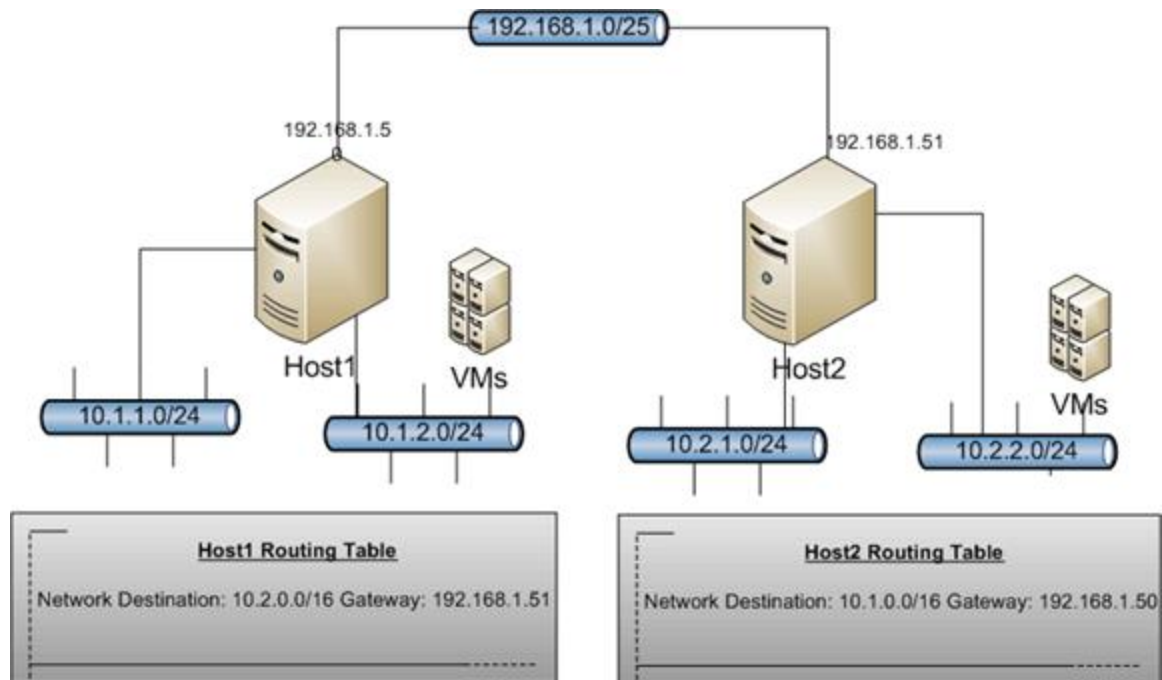 192.168.1.0/25
192.168.1.5
0
192.168.1.51
Host1
VMs
Host2
VMs
10.1.1.0/24
10.1.2.0/24
10.2.1.0/24
10.2.2.0/24
Host1 Routing Table
Network Destination: 10.2.0.0/16 Gateway: 192.168.1.51
Host2 Routing Table
Network Destination: 10.1.0.0/16 Gateway: 192.168.1.50